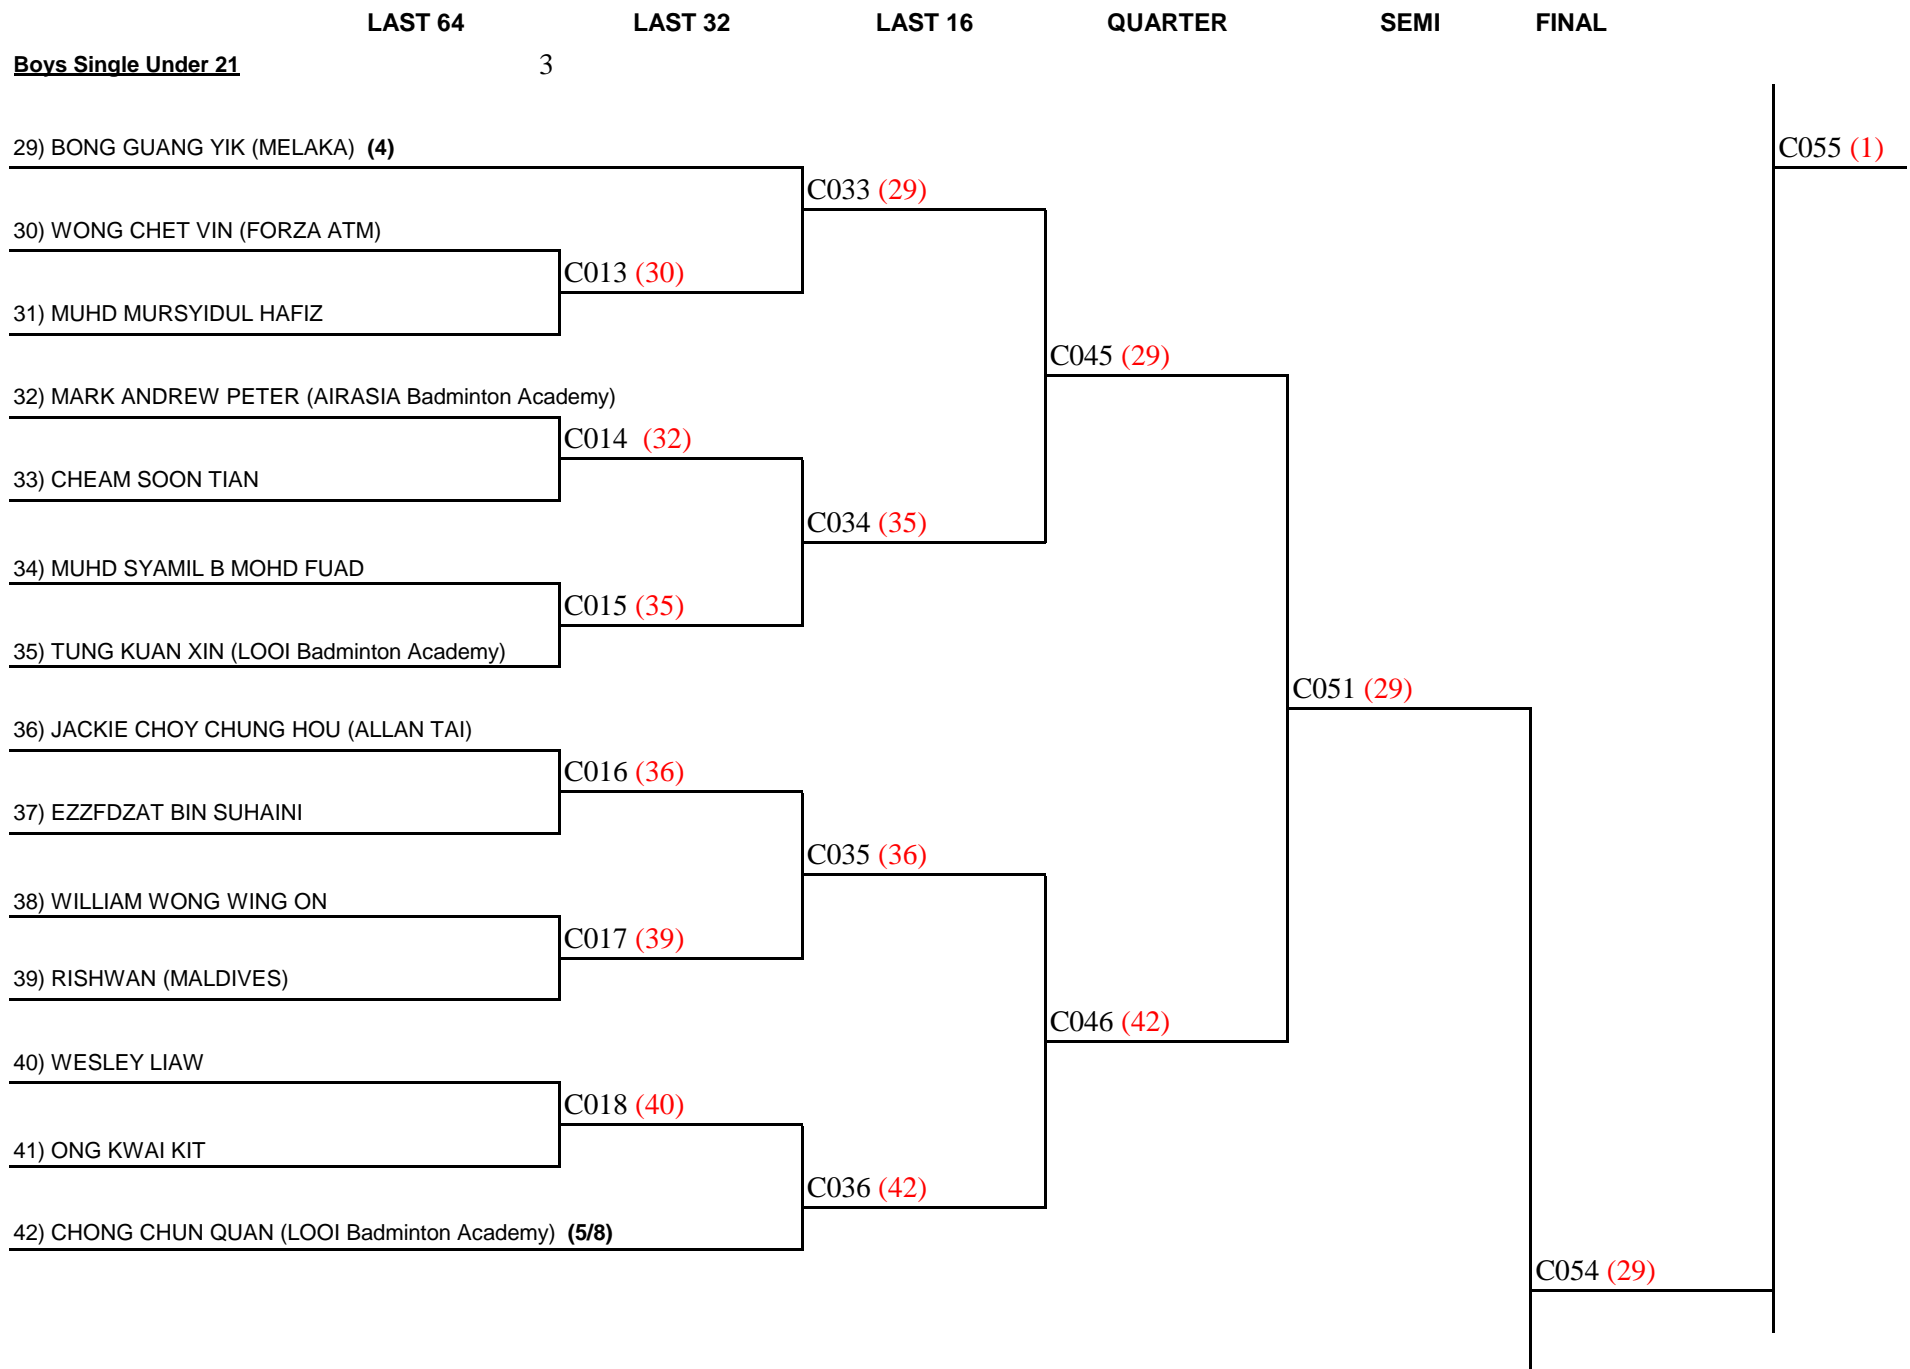 LAST 64 LAST 32 LAST 16 QUARTER SEMI FINAL
Boys Single Under 21 3
29) BONG GUANG YIK (MELAKA) (4)
C055 (1)
C033 (29)
30) WONG CHET VIN (FORZA ATM)
C013 (30)
31) MUHD MURSYIDUL HAFIZ
C045 (29)
32) MARK ANDREW PETER (AIRASIA Badminton Academy)
C014 (32)
33) CHEAM SOON TIAN
C034 (35)
34) MUHD SYAMIL B MOHD FUAD
C015 (35)
35) TUNG KUAN XIN (LOOI Badminton Academy)
C051 (29)
36) JACKIE CHOY CHUNG HOU (ALLAN TAI)
C016 (36)
37) EZZFDZAT BIN SUHAINI
C035 (36)
38) WILLIAM WONG WING ON
C017 (39)
39) RISHWAN (MALDIVES)
C046 (42)
40) WESLEY LIAW
C018 (40)
41) ONG KWAI KIT
C036 (42)
42) CHONG CHUN QUAN (LOOI Badminton Academy) (5/8)
C054 (29)